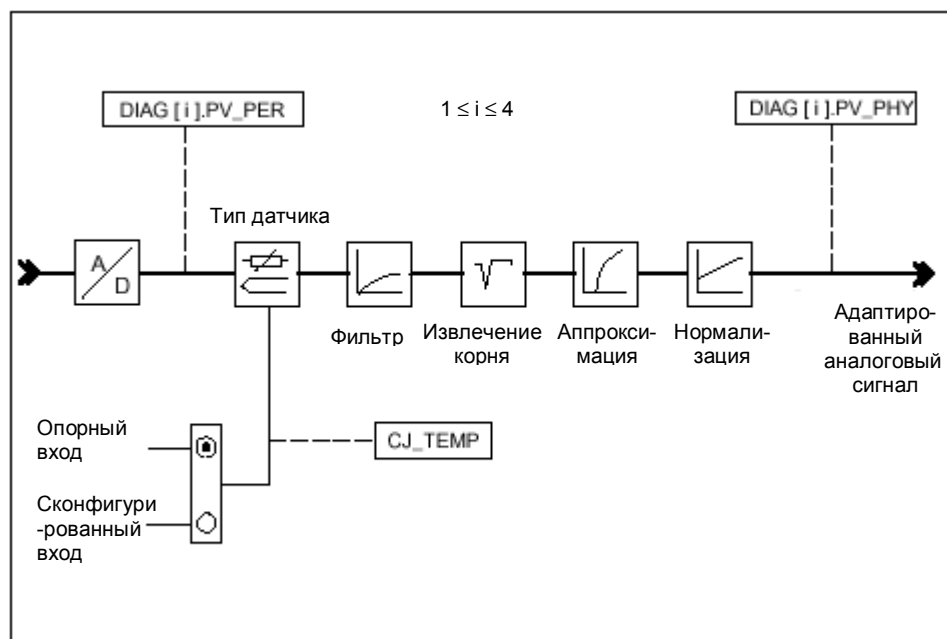 DIAG [ i ].PV_PER
1 ≤ i ≤ 4
DIAG [ i ].PV_PHY
Тип датчика
A
D
Фильтр
Извлечение
корня
Аппрокси-
мация
Нормали-
зация
Адаптиро-
ванный
аналоговый
сигнал
Опорный
вход
CJ_TEMP
Сконфигури
-рованный
вход